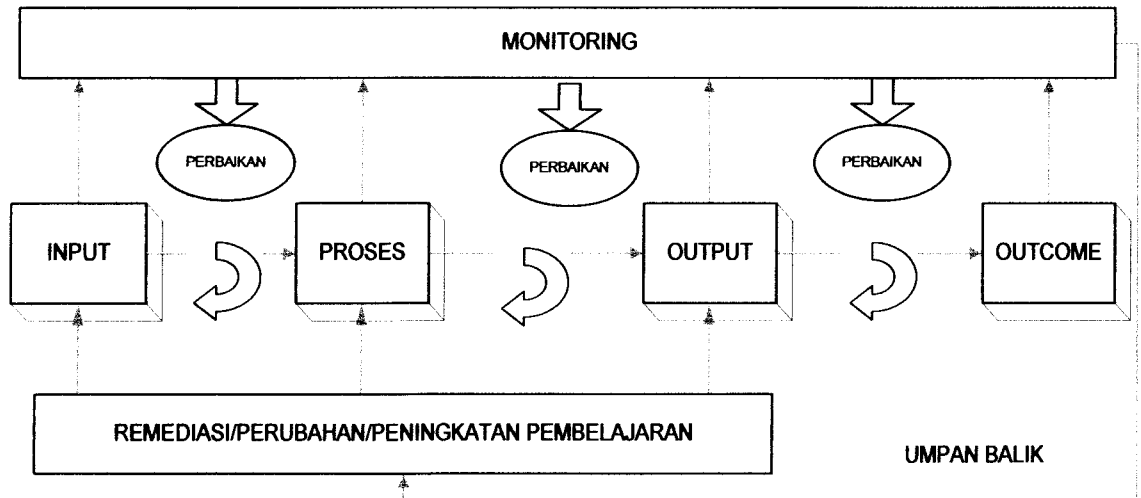 MONITORING
PERBAIKAN
PERBAIKAN
PERBAIKAN
INPUT
PROSES
OUTPUT
OUTCOME
REMEDIASI/PERUBAHAN/PENINGKATAN PEMBELAJARAN
UMPAN BALIK